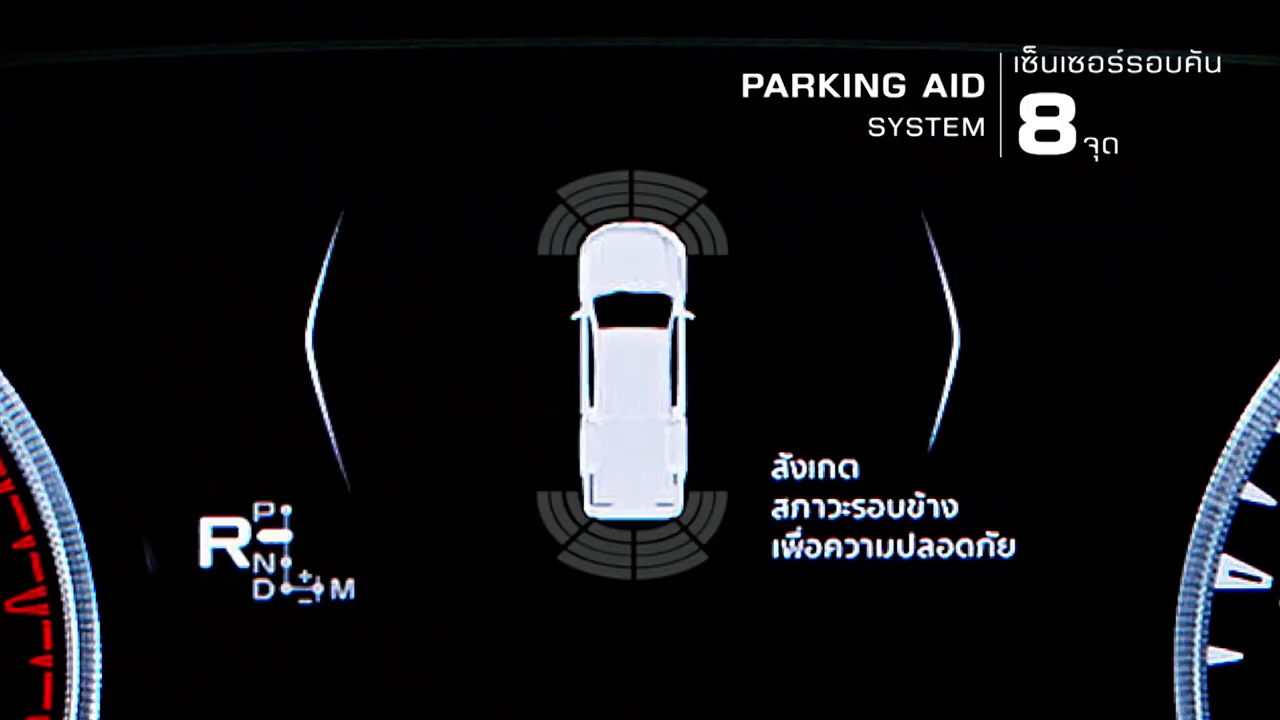 PARKING AID
SYSTEM
เซ็นเซอร์รอบคัน
8 จุด
สังเกต
สภาวะรอบข้าง
เพื่อความปลอดภัย
P
R
N
D + - M